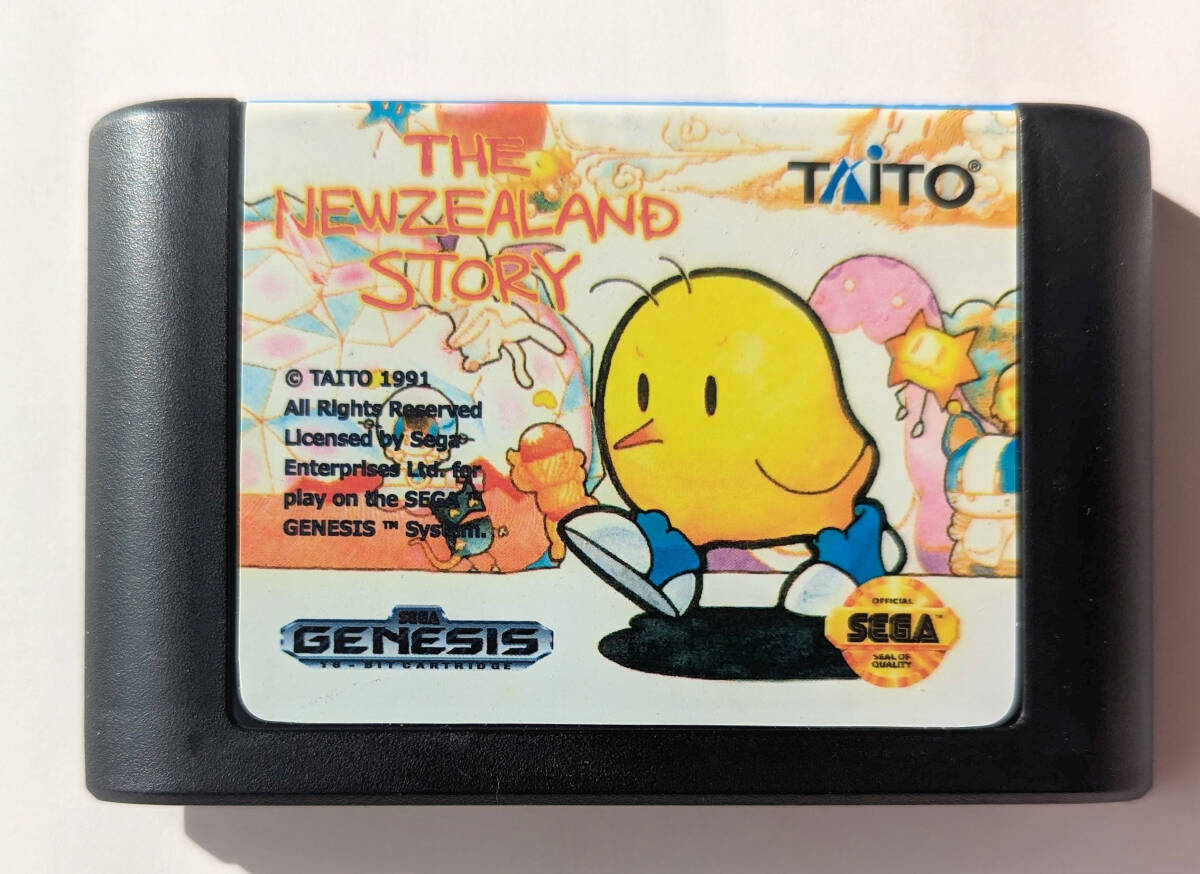 THE
NEWZEALAND
STORY
TAITO®
© TAITO 1991
All Rights Reserved
Licensed by Sega
Enterprises Ltd. for
play on the SEGA ™
GENESIS ™ System.
SEGA
GENESIS
16-BIT CARTRIDGE
OFFICIAL
SEGA™
SEAL OF
QUALITY